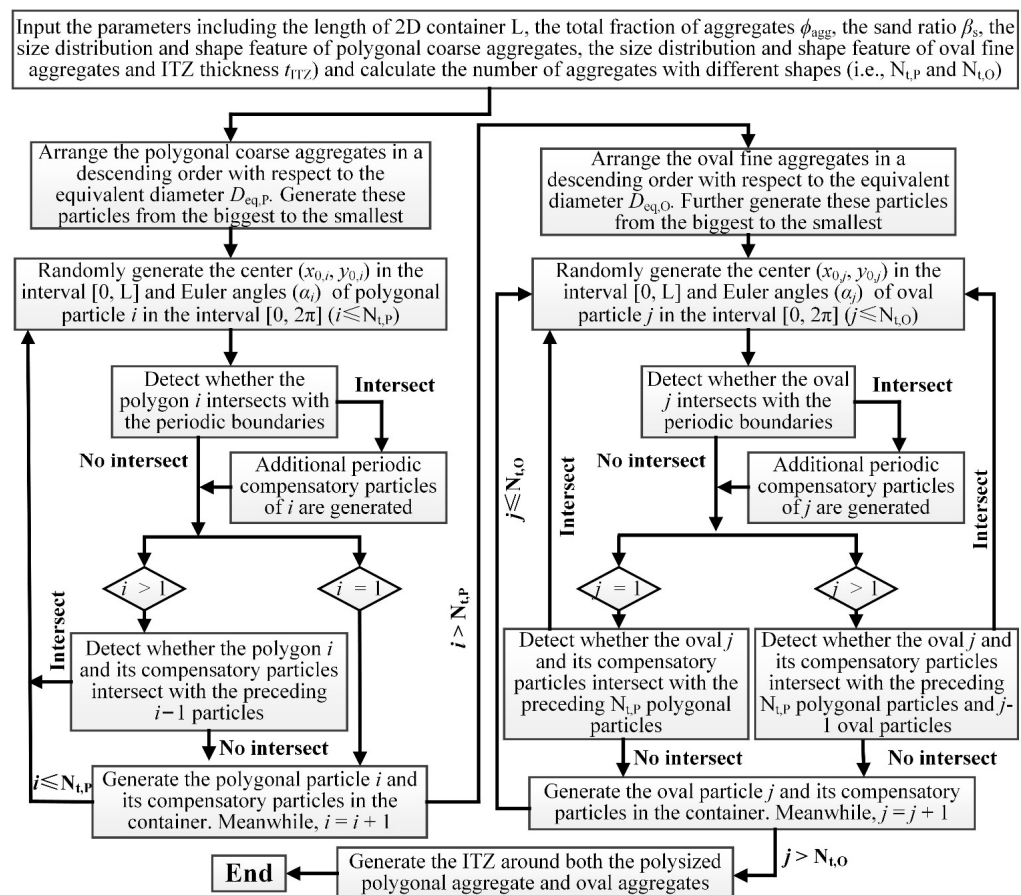 Input the parameters including the length of 2D container L, the total fraction of aggregates ϕagg, the sand ratio βs, the
size distribution and shape feature of polygonal coarse aggregates, the size distribution and shape feature of oval fine
aggregates and ITZ thickness tITZ) and calculate the number of aggregates with different shapes (i.e., Nt,P and Nt,O)
Arrange the polygonal coarse aggregates in a
descending order with respect to the
equivalent diameter Deq,P. Generate these
particles from the biggest to the smallest
Randomly generate the center (x0,i, y0,i) in the
interval [0, L] and Euler angles (αi) of polygonal
particle i in the interval [0, 2π] (i≤Nt,P)
Detect whether the
polygon i intersects with
the periodic boundaries
Intersect
No intersect
Additional periodic
compensatory particles
of i are generated
i > 1
i = 1
Intersect
Detect whether the polygon i
and its compensatory particles
intersect with the preceding
i−1 particles
No intersect
i≤Nt,P
Generate the polygonal particle i and
its compensatory particles in the
container. Meanwhile, i = i + 1
i > Nt,P
Arrange the oval fine aggregates in a
descending order with respect to the equivalent
diameter Deq,O. Further generate these particles
from the biggest to the smallest
Randomly generate the center (x0,j, y0,j) in the
interval [0, L] and Euler angles (αj) of oval
particle j in the interval [0, 2π] (j≤Nt,O)
Detect whether the oval
j intersects with the
periodic boundaries
Intersect
No intersect
Additional periodic
compensatory particles
of j are generated
j≤Nt,O
Intersect
Intersect
j = 1
j > 1
Detect whether the oval j
and its compensatory
particles intersect with the
preceding Nt,P polygonal
particles
Detect whether the oval j and
its compensatory particles
intersect with the preceding
Nt,P polygonal particles and j-
1 oval particles
No intersect
No intersect
Generate the oval particle j and its compensatory
particles in the container. Meanwhile, j = j + 1
j > Nt,O
Generate the ITZ around both the polysized
polygonal aggregate and oval aggregates
End